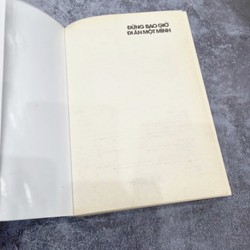 ĐỪNG BAO GIỜ
ĐI ĂN MỘT MÌNH